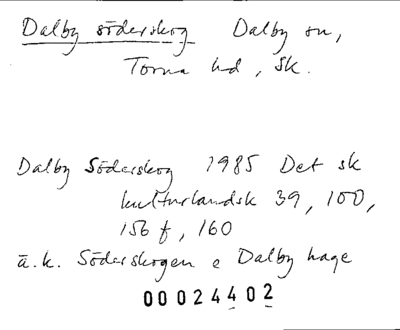 Dalby söderskog Dalby sn,
Torna hd, Sk.
Dalby Söderskog 1985 Det sk
kulturlandsk 39, 100,
156 f, 160
ä.k. Söderskogen e Dalby hage
00024402